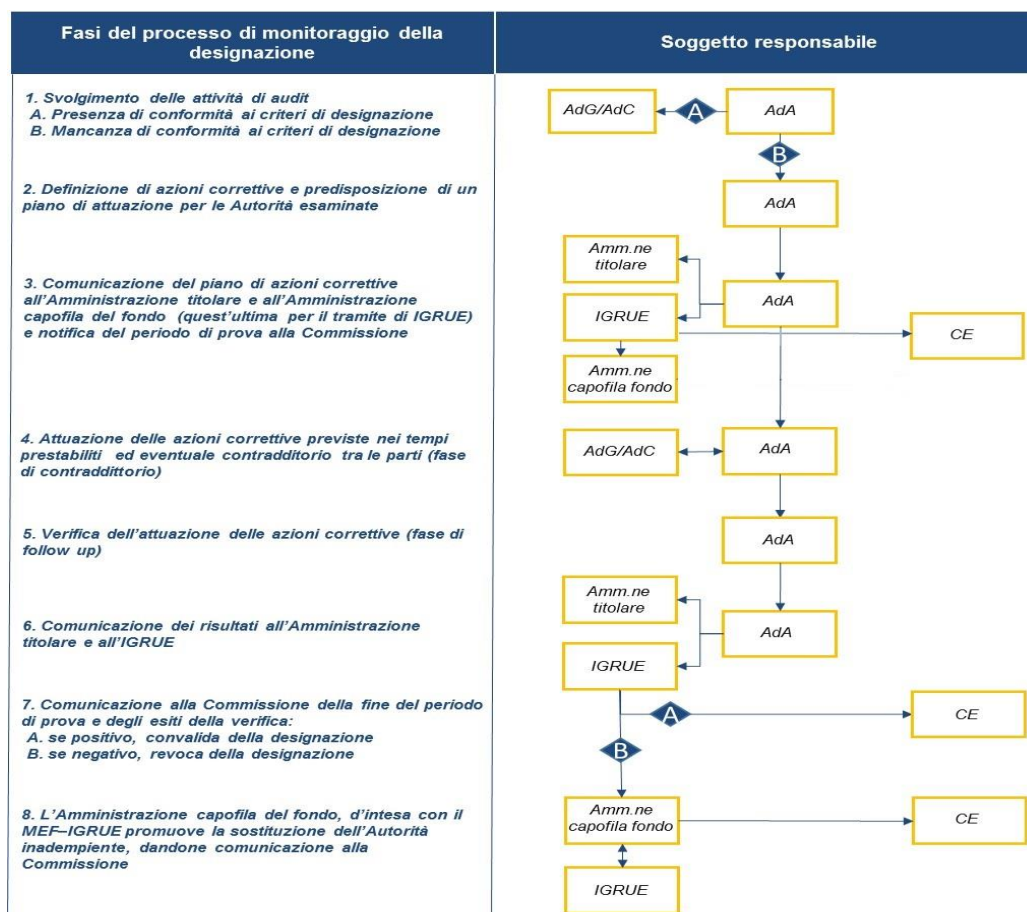 Fasi del processo di monitoraggio della
designazione
Soggetto responsabile
1. Svolgimento delle attività di audit
A. Presenza di conformità ai criteri di designazione
B. Mancanza di conformità ai criteri di designazione
AdG/AdC
A
AdA
B
2. Definizione di azioni correttive e predisposizione di un
piano di attuazione per le Autorità esaminate
AdA
3. Comunicazione del piano di azioni correttive
all'Amministrazione titolare e all'Amministrazione
capofila del fondo (quest'ultima per il tramite di IGRUE)
e notifica del periodo di prova alla Commissione
Amm.ne
titolare
AdA
IGRUE
CE
Amm.ne
capofila fondo
4. Attuazione delle azioni correttive previste nei tempi
prestabiliti ed eventuale contradditorio tra le parti (fase
di contraddittorio)
AdG/AdC
AdA
5. Verifica dell'attuazione delle azioni correttive (fase di
follow up)
AdA
6. Comunicazione dei risultati all'Amministrazione
titolare e all'IGRUE
Amm.ne
titolare
AdA
IGRUE
7. Comunicazione alla Commissione della fine del periodo
di prova e degli esiti della verifica:
A. se positivo, convalida della designazione
B. se negativo, revoca della designazione
A
CE
B
8. L'Amministrazione capofila del fondo, d'intesa con il
MEF–IGRUE promuove la sostituzione dell'Autorità
inadempiente, dandone comunicazione alla
Commissione
Amm.ne
capofila fondo
CE
IGRUE